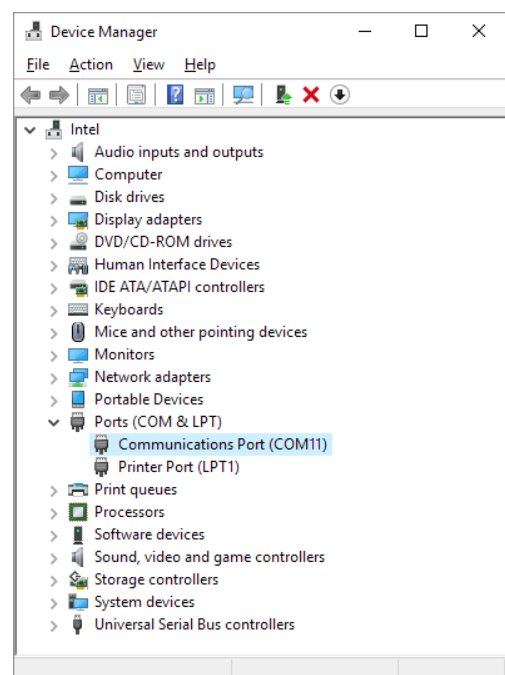 Device Manager
File Action View Help
Intel
Audio inputs and outputs
Computer
Disk drives
Display adapters
DVD/CD-ROM drives
Human Interface Devices
IDE ATA/ATAPI controllers
Keyboards
Mice and other pointing devices
Monitors
Network adapters
Portable Devices
Ports (COM & LPT)
Communications Port (COM11)
Printer Port (LPT1)
Print queues
Processors
Software devices
Sound, video and game controllers
Storage controllers
System devices
Universal Serial Bus controllers